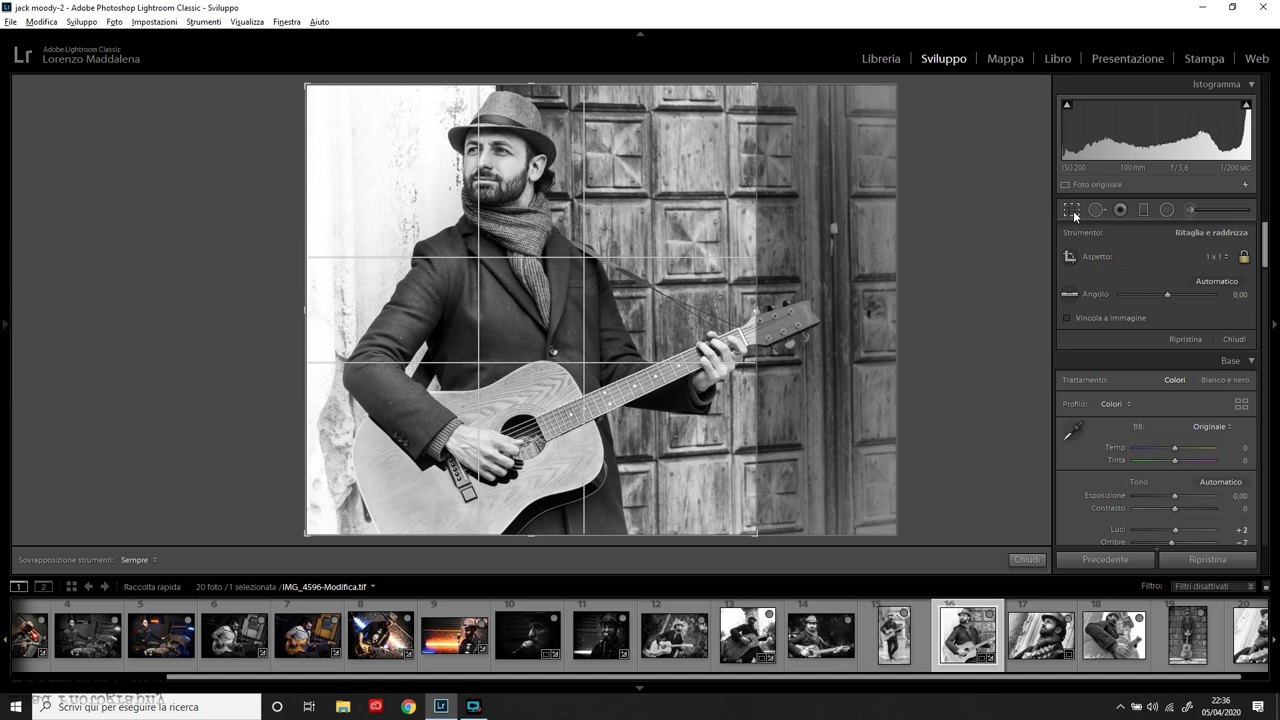 jack moody-2 - Adobe Photoshop Lightroom Classic - Sviluppo
File Modifica Sviluppo Foto Impostazioni Strumenti Visualizza Finestra Aiuto
Lr Adobe Lightroom Classic
Lorenzo Maddalena
Libreria Sviluppo Mappa Libro Presentazione Stampa Web
Istogramma
ISO 200 100 mm f / 5,6 1/200 sec
Foto originale
Strumento: Ritaglia e raddrizza
Aspetto: 1 x 1
Automatico
Angolo 0,00
Vincola a immagine
Ripristina Chiudi
Base
Trattamento: Colori Bianco e nero
Profilo: Colori
BB: Originale
Temp 0
Tinta 0
Tono Automatico
Esposizione 0,00
Contrasto 0
Luci + 2
Ombre − 7
Sovrapposizione strumenti: Sempre Chiudi
Precedente Ripristina
1 2 Raccolta rapida 20 foto /1 selezionata /IMG_4596-Modifica.tif Filtro: Filtri disattivati
4 5 6 7 8 9 10 11 12 13 14 15 16 17 18 19 20
Scrivi qui per eseguire la ricerca
Lr
22:36
05/04/2020